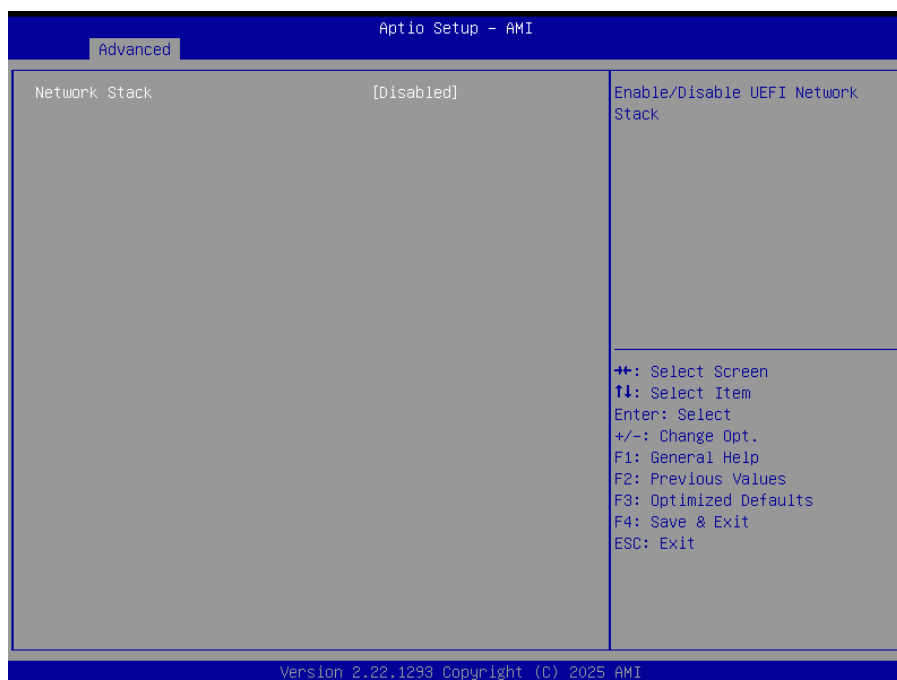 Aptio Setup – AMI
Advanced
Network Stack [Disabled]
Enable/Disable UEFI Network
Stack
→←: Select Screen
↑↓: Select Item
Enter: Select
+/-: Change Opt.
F1: General Help
F2: Previous Values
F3: Optimized Defaults
F4: Save & Exit
ESC: Exit
Version 2.22.1293 Copyright (C) 2025 AMI